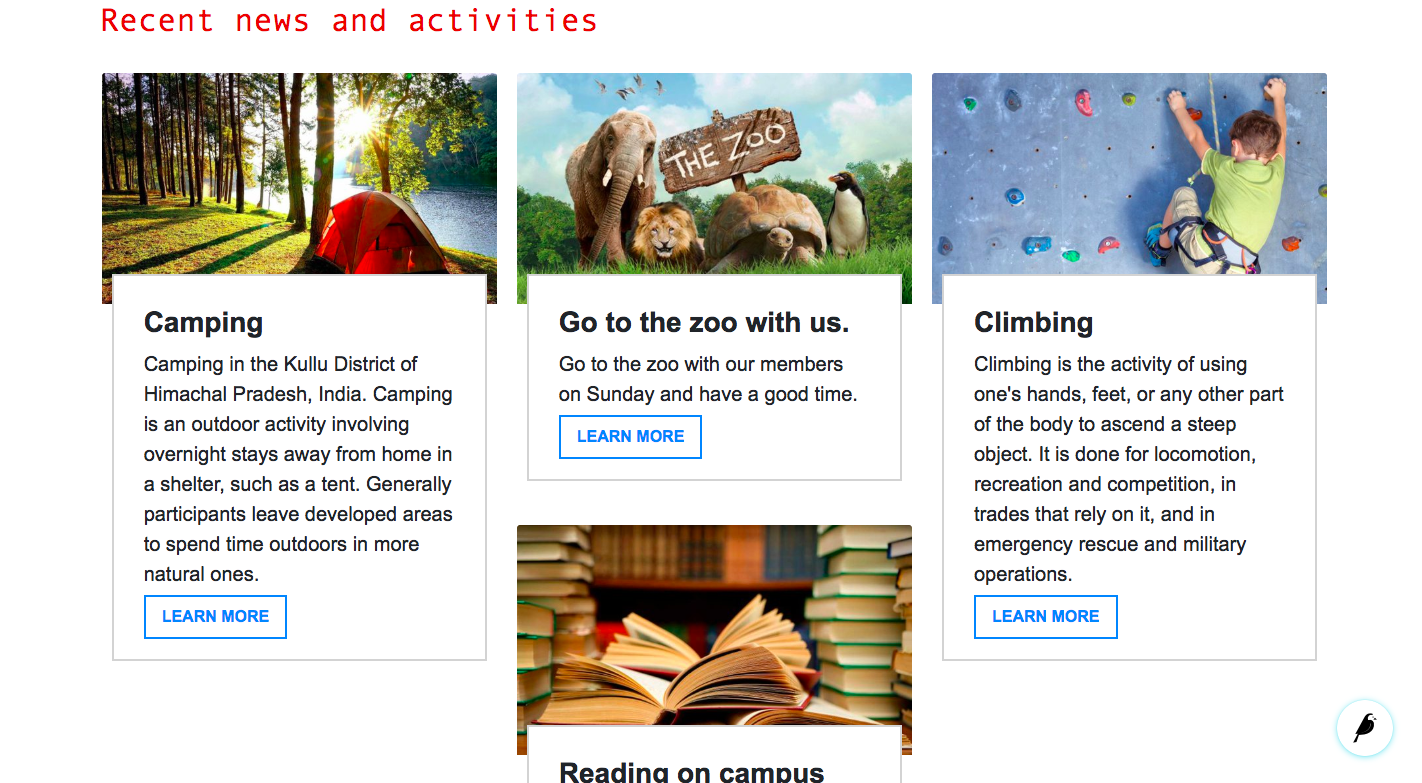 Recent news and activities
THE ZOO
Camping
Camping in the Kullu District of
Himachal Pradesh, India. Camping
is an outdoor activity involving
overnight stays away from home in
a shelter, such as a tent. Generally
participants leave developed areas
to spend time outdoors in more
natural ones.
LEARN MORE
Go to the zoo with us.
Go to the zoo with our members
on Sunday and have a good time.
LEARN MORE
Climbing
Climbing is the activity of using
one's hands, feet, or any other part
of the body to ascend a steep
object. It is done for locomotion,
recreation and competition, in
trades that rely on it, and in
emergency rescue and military
operations.
LEARN MORE
Reading on campus